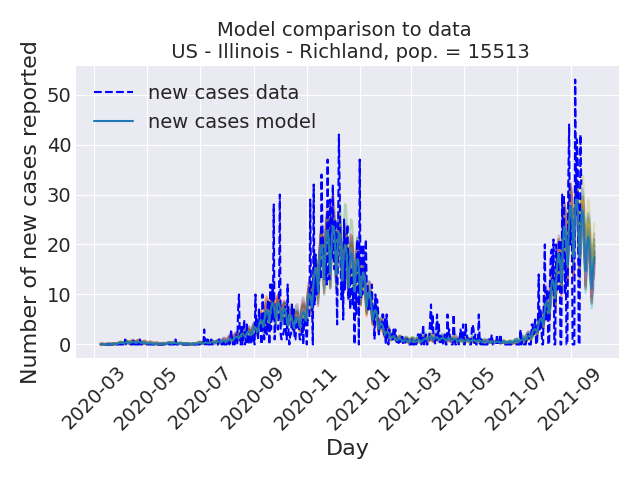 Model comparison to data
US - Illinois - Richland, pop. = 15513
Number of new cases reported
50
40
30
20
10
0
new cases data
new cases model
2020-03
2020-05
2020-07
2020-09
2020-11
2021-01
2021-03
2021-05
2021-07
2021-09
Day